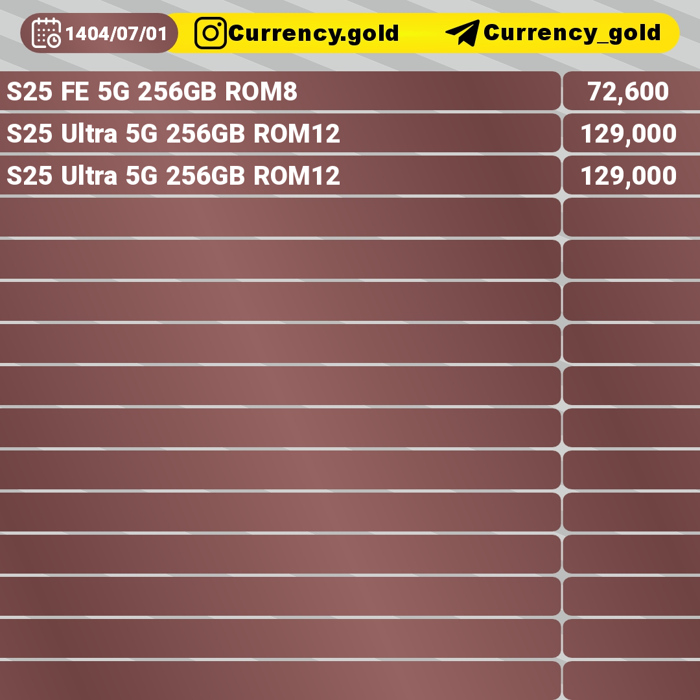 1404/07/01 Currency.gold Currency_gold
S25 FE 5G 256GB ROM8 72,600
S25 Ultra 5G 256GB ROM12 129,000
S25 Ultra 5G 256GB ROM12 129,000